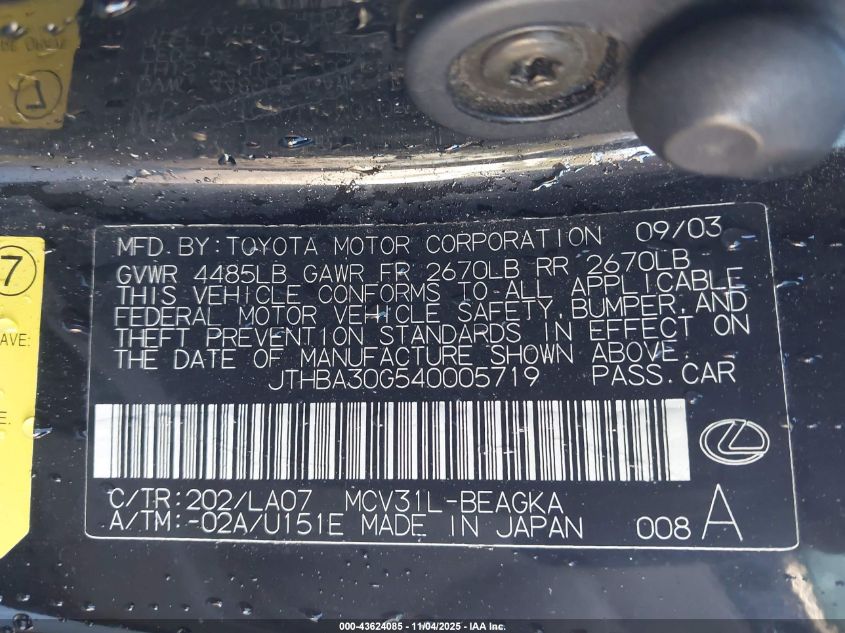 7
AVE:
MFD. BY: TOYOTA MOTOR CORPORATION 09/03
GVWR 4485LB GAWR FR 2670LB RR 2670LB
THIS VEHICLE CONFORMS TO ALL APPLICABLE
FEDERAL MOTOR VEHICLE SAFETY, BUMPER, AND
THEFT PREVENTION STANDARDS IN EFFECT ON
THE DATE OF MANUFACTURE SHOWN ABOVE.
JTHBA30G540005719 PASS. CAR
C/TR: 202/LA07 MCV31L-BEAGKA
A/TM: -02A/U151E MADE IN JAPAN 008 A
000-43624085 - 11/04/2025 - IAA Inc.